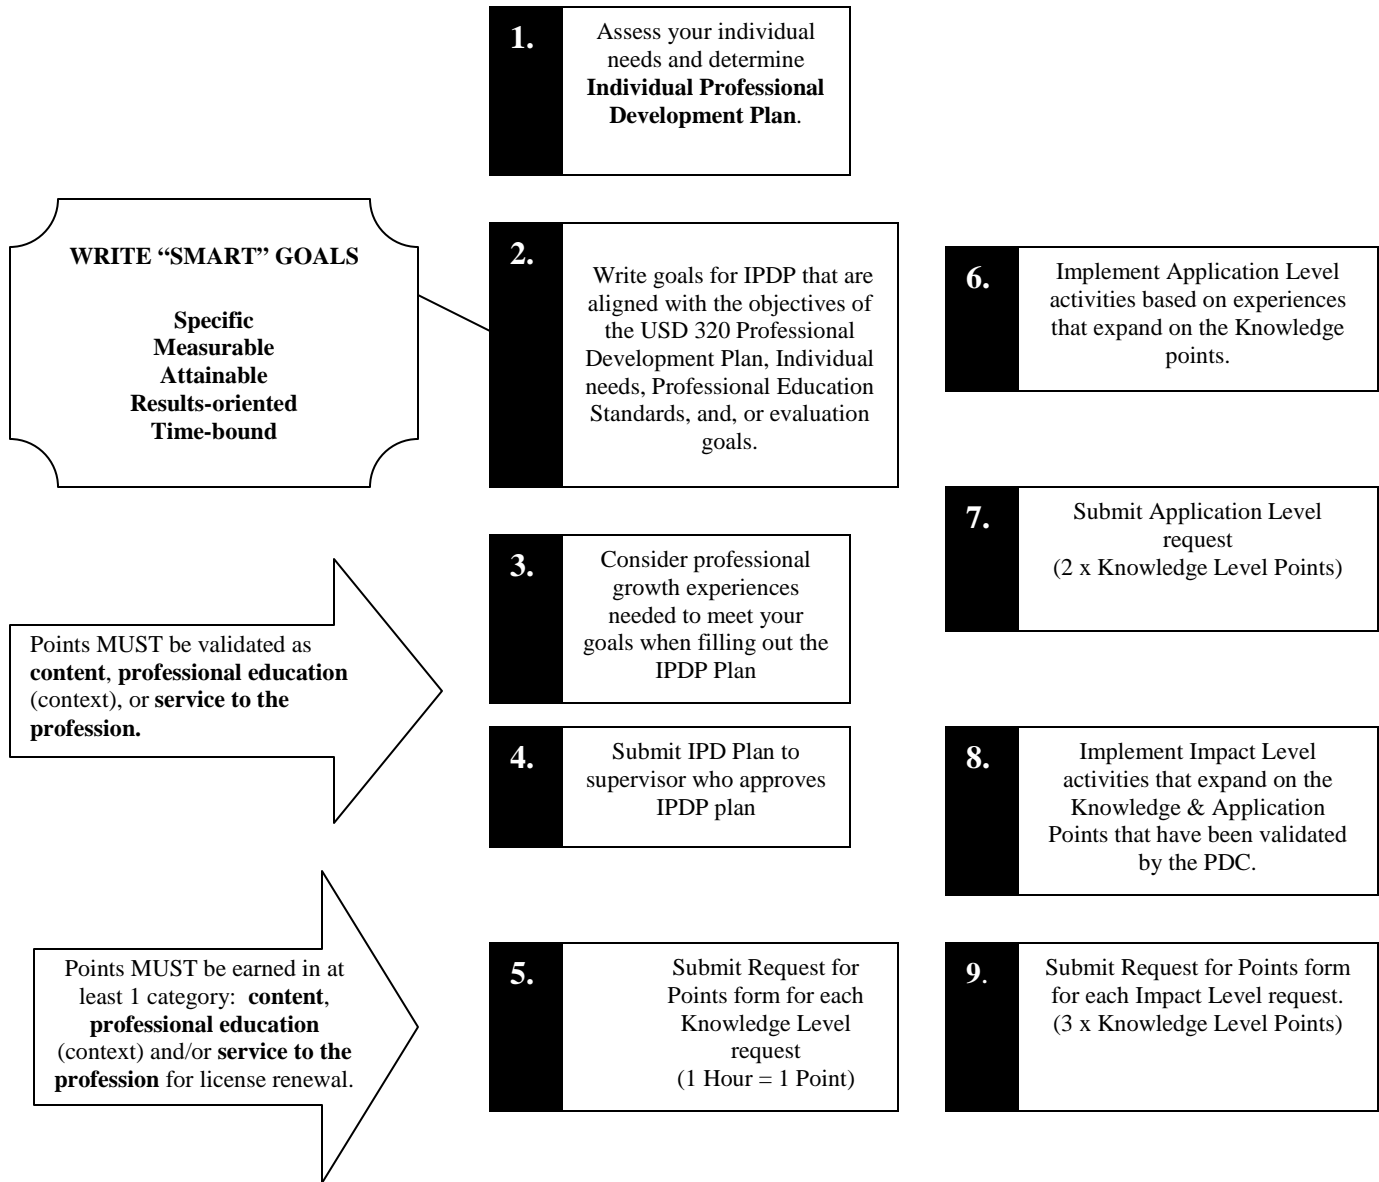 1.
Assess your individual
needs and determine
Individual Professional
Development Plan.
WRITE “SMART” GOALS
Specific
Measurable
Attainable
Results-oriented
Time-bound
2.
Write goals for IPDP that are
aligned with the objectives of
the USD 320 Professional
Development Plan, Individual
needs, Professional Education
Standards, and, or evaluation
goals.
Points MUST be validated as
content, professional education
(context), or service to the
profession.
3.
Consider professional
growth experiences
needed to meet your
goals when filling out the
IPDP Plan
4.
Submit IPD Plan to
supervisor who approves
IPDP plan
Points MUST be earned in at
least 1 category:  content,
professional education
(context) and/or service to the
profession for license renewal.
5.
Submit Request for
Points form for each
Knowledge Level
request
(1 Hour = 1 Point)
6.
Implement Application Level
activities based on experiences
that expand on the Knowledge
points.
7.
Submit Application Level
request
(2 x Knowledge Level Points)
8.
Implement Impact Level
activities that expand on the
Knowledge & Application
Points that have been validated
by the PDC.
9.
Submit Request for Points form
for each Impact Level request.
(3 x Knowledge Level Points)